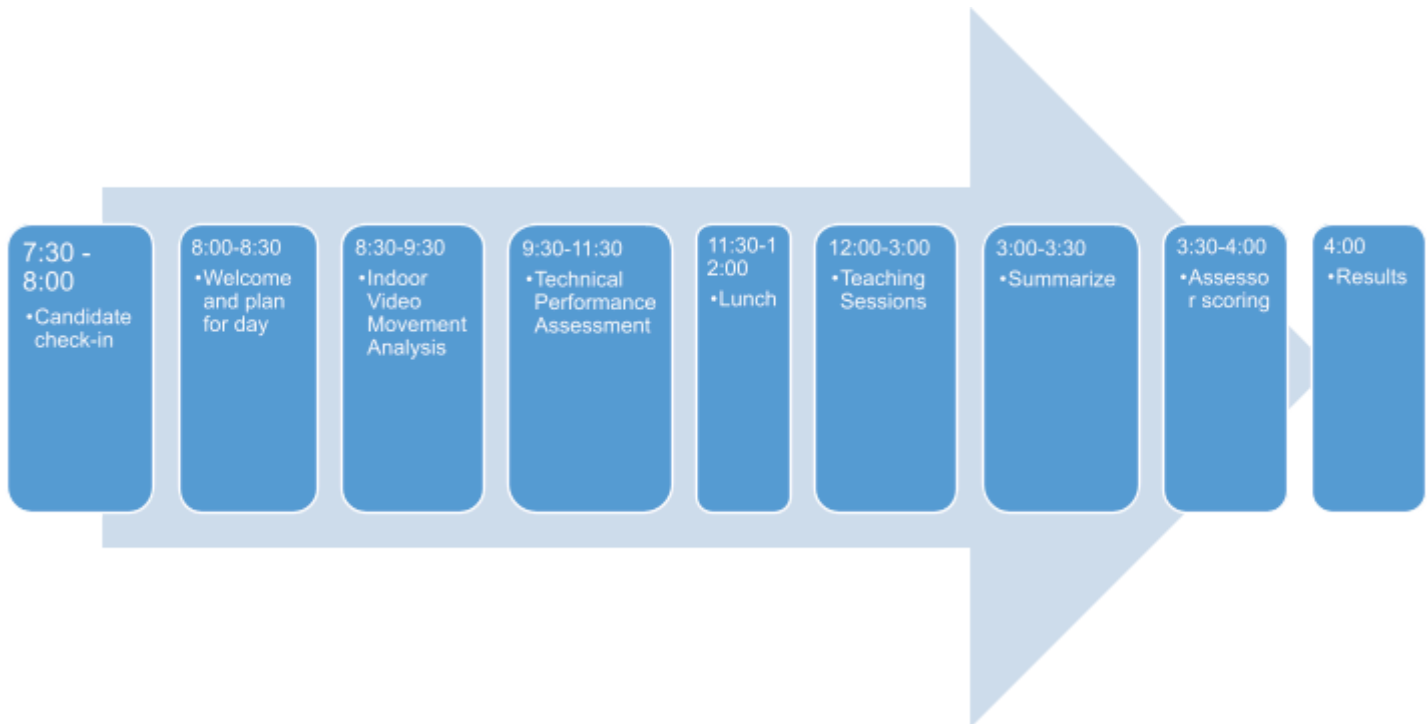 7:30 -
8:00
•Candidate
check-in
8:00-8:30
•Welcome
and plan
for day
8:30-9:30
•Indoor
Video
Movement
Analysis
9:30-11:30
•Technical
Performance
Assessment
11:30-1
2:00
•Lunch
12:00-3:00
•Teaching
Sessions
3:00-3:30
•Summarize
3:30-4:00
•Assesso
r scoring
4:00
•Results